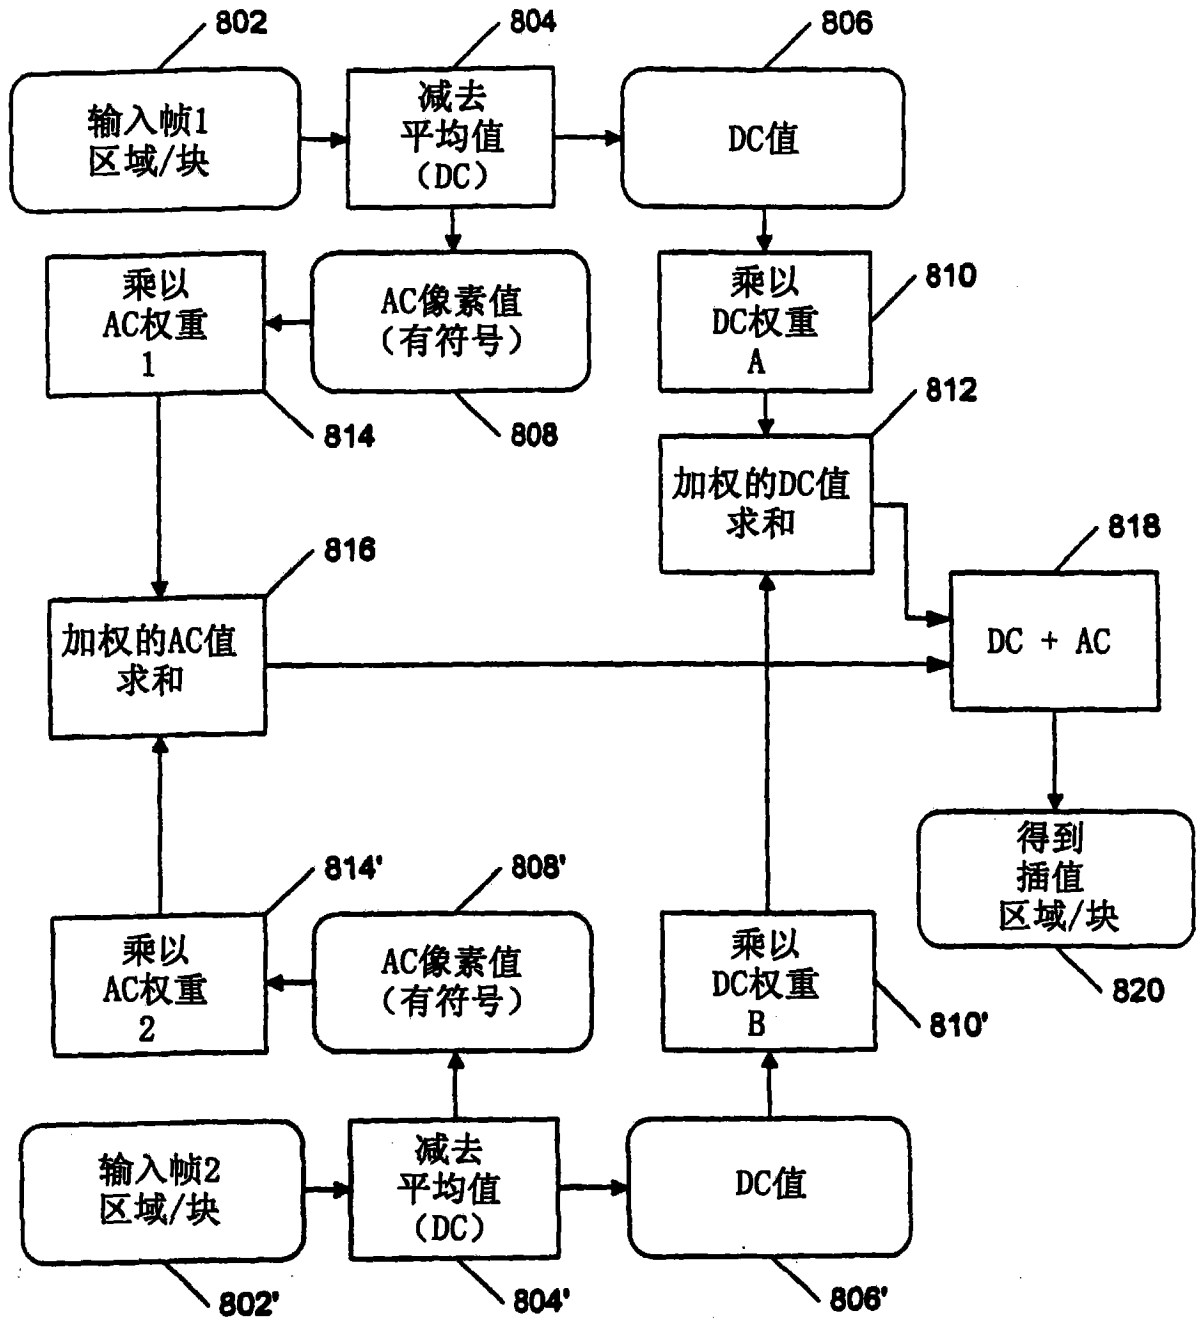 802
804
806
输入帧1
区域/块
减去
平均值
(DC)
DC值
乘以
AC权重
1
AC像素值
(有符号)
乘以
DC权重
A
810
814
808
812
加权的DC值
求和
816
818
加权的AC值
求和
DC + AC
得到
插值
区域/块
820
814'
808'
乘以
AC权重
2
AC像素值
(有符号)
乘以
DC权重
B
810'
输入帧2
区域/块
减去
平均值
(DC)
DC值
802'
804'
806'